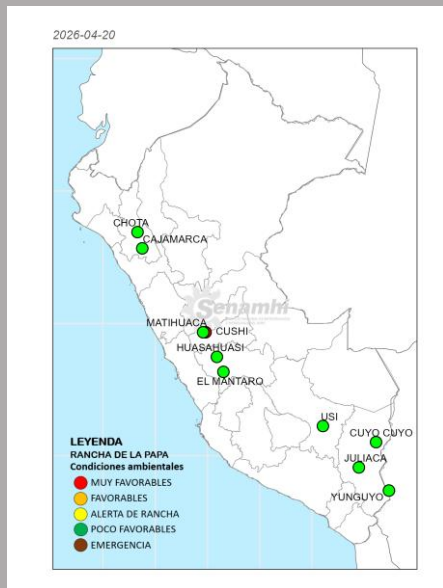 2026-04-20
CHOTA
CAJAMARCA
Senamhi
MATIHUACA
CUSHI
HUASAHUASI
EL MANTARO
USI
CUYO CUYO
JULIACA
YUNGUYO
LEYENDA
RANCHA DE LA PAPA
Condiciones ambientales
MUY FAVORABLES
FAVORABLES
ALERTA DE RANCHA
POCO FAVORABLES
EMERGENCIA